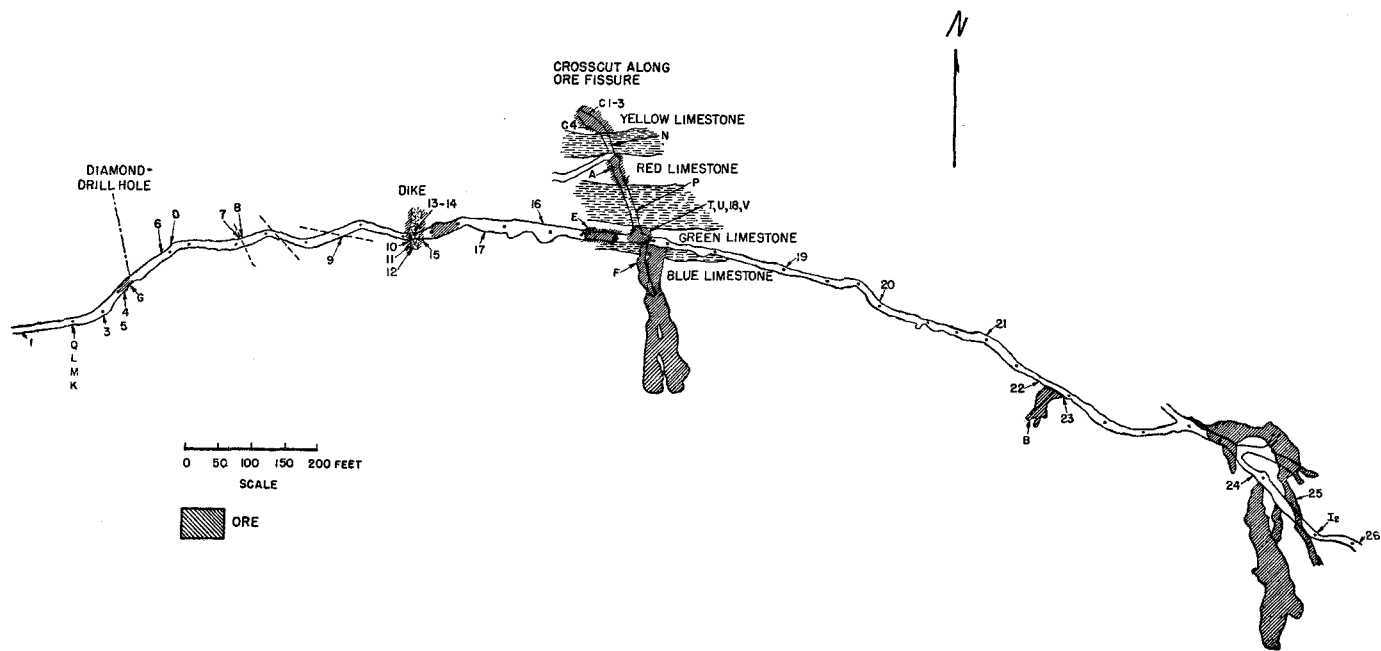 N
CROSSCUT ALONG
ORE FISSURE
C 1-3
C4
YELLOW LIMESTONE
N
DIAMOND-
DRILL HOLE
RED LIMESTONE
A
P
DIKE
13-14
T, U, 18, V
6
D
7
8
16
E
10
11
12
15
9
17
GREEN LIMESTONE
F
BLUE LIMESTONE
19
G
4
5
3
1
20
Q
L
M
K
21
22
23
B
0 50 100 150 200 FEET
SCALE
ORE
24
25
I2
26